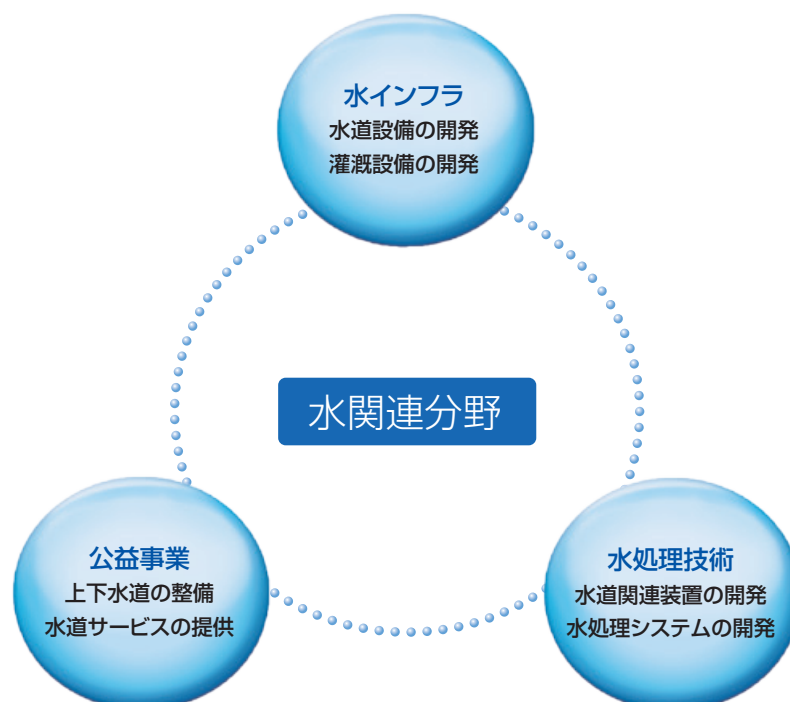 水インフラ
水道設備の開発
灌漑設備の開発
水関連分野
公益事業
上下水道の整備
水道サービスの提供
水処理技術
水道関連装置の開発
水処理システムの開発